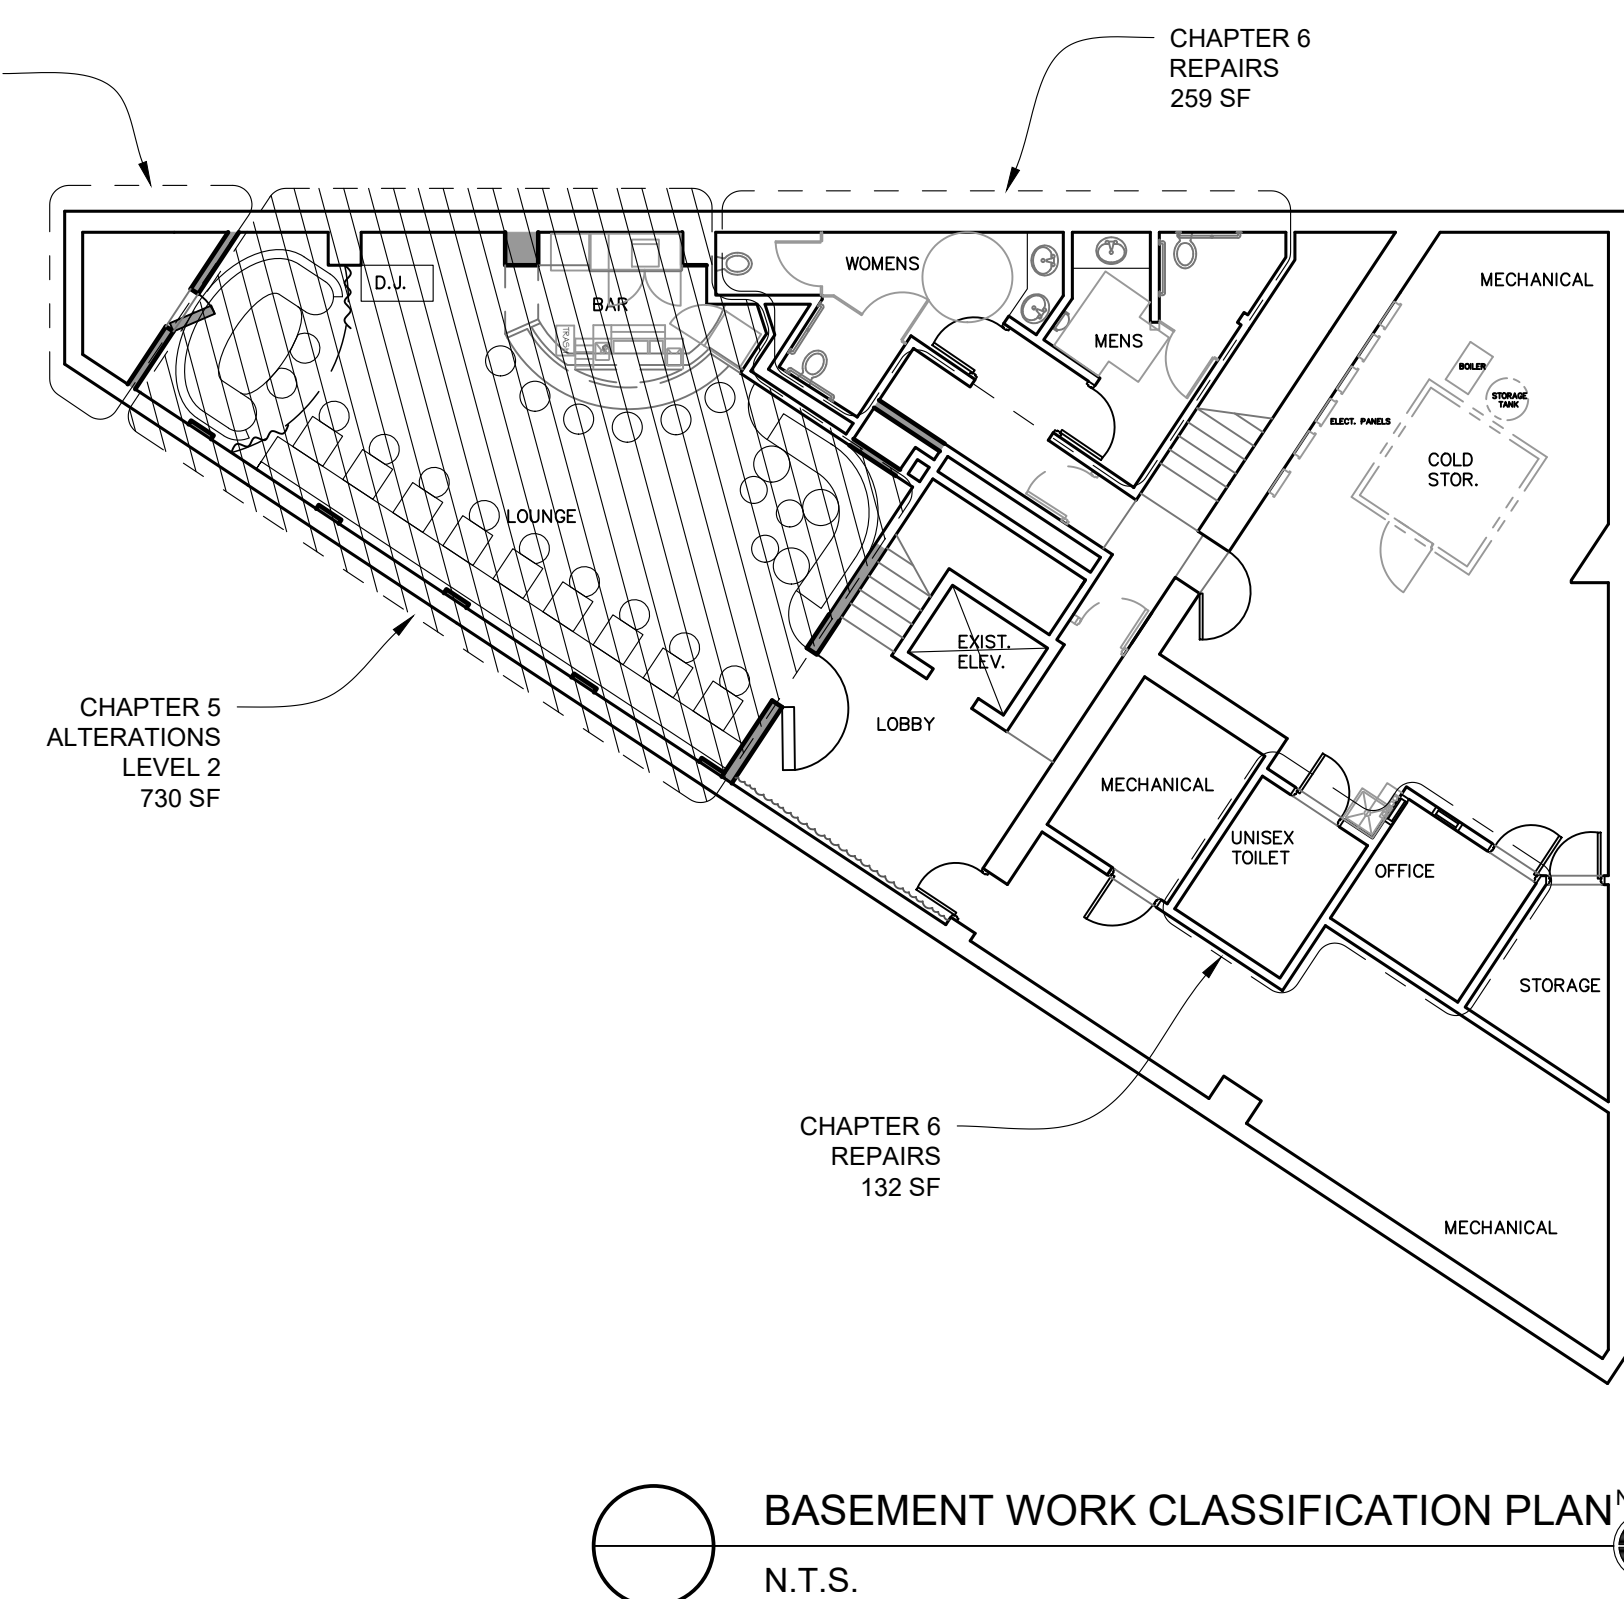 CHAPTER 6
REPAIRS
259 SF
WOMENS
MECHANICAL
D.J.
BAR
TRASH
MENS
BOILER
STORAGE
TANK
ELECT. PANELS
COLD
STOR.
LOUNGE
EXIST.
ELEV.
CHAPTER 5
ALTERATIONS
LEVEL 2
730 SF
LOBBY
MECHANICAL
UNISEX
TOILET
OFFICE
STORAGE
CHAPTER 6
REPAIRS
132 SF
MECHANICAL
BASEMENT WORK CLASSIFICATION PLAN
N.T.S.